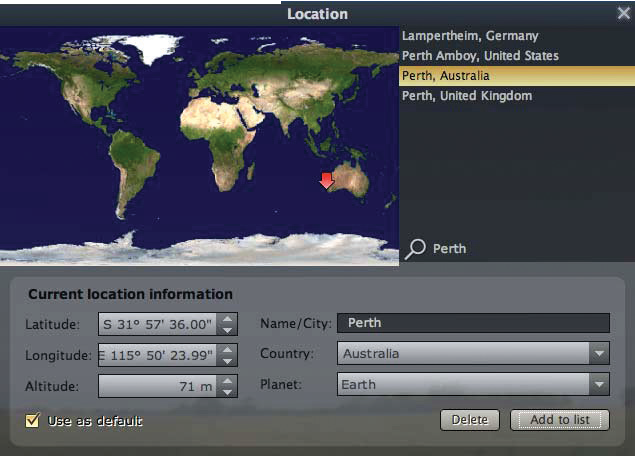 Location
Lampertheim, Germany
Perth Amboy, United States
Perth, Australia
Perth, United Kingdom
Perth
Current location information
Latitude: S 31° 57' 36.00"
Name/City: Perth
Longitude: E 115° 50' 23.99"
Country: Australia
Altitude: 71 m
Planet: Earth
Use as default
Delete
Add to list